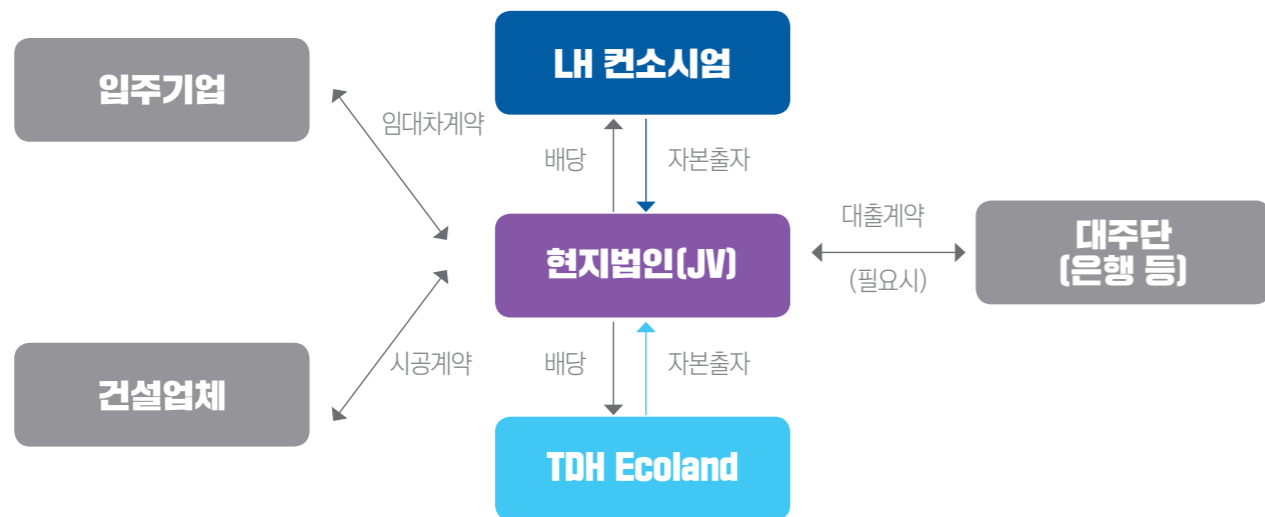 LH 컨소시엄
입주기업
임대차계약
배당
자본출자
현지법인(JV)
대출계약
(필요시)
대주단
(은행 등)
건설업체
시공계약
배당
자본출자
TDH Ecoland